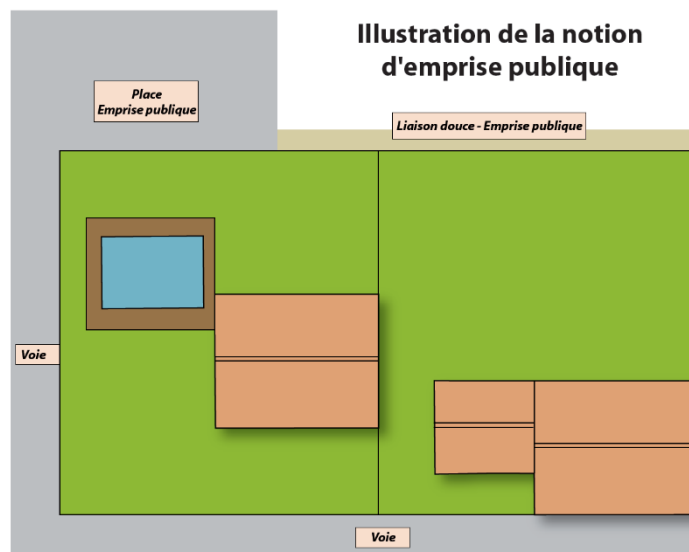 Illustration de la notion
d'emprise publique
Place
Emprise publique
Liaison douce - Emprise publique
Voie
Voie